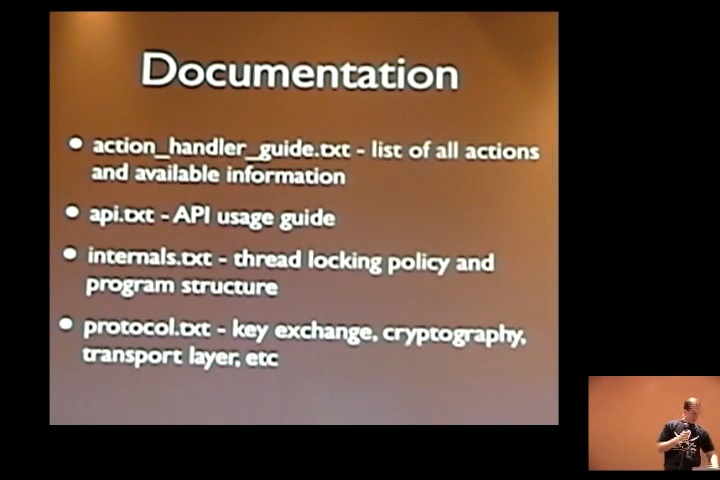 Documentation
• action_handler_guide.txt - list of all actions
and available information
• api.txt - API usage guide
• internals.txt - thread locking policy and
program structure
• protocol.txt - key exchange, cryptography,
transport layer, etc